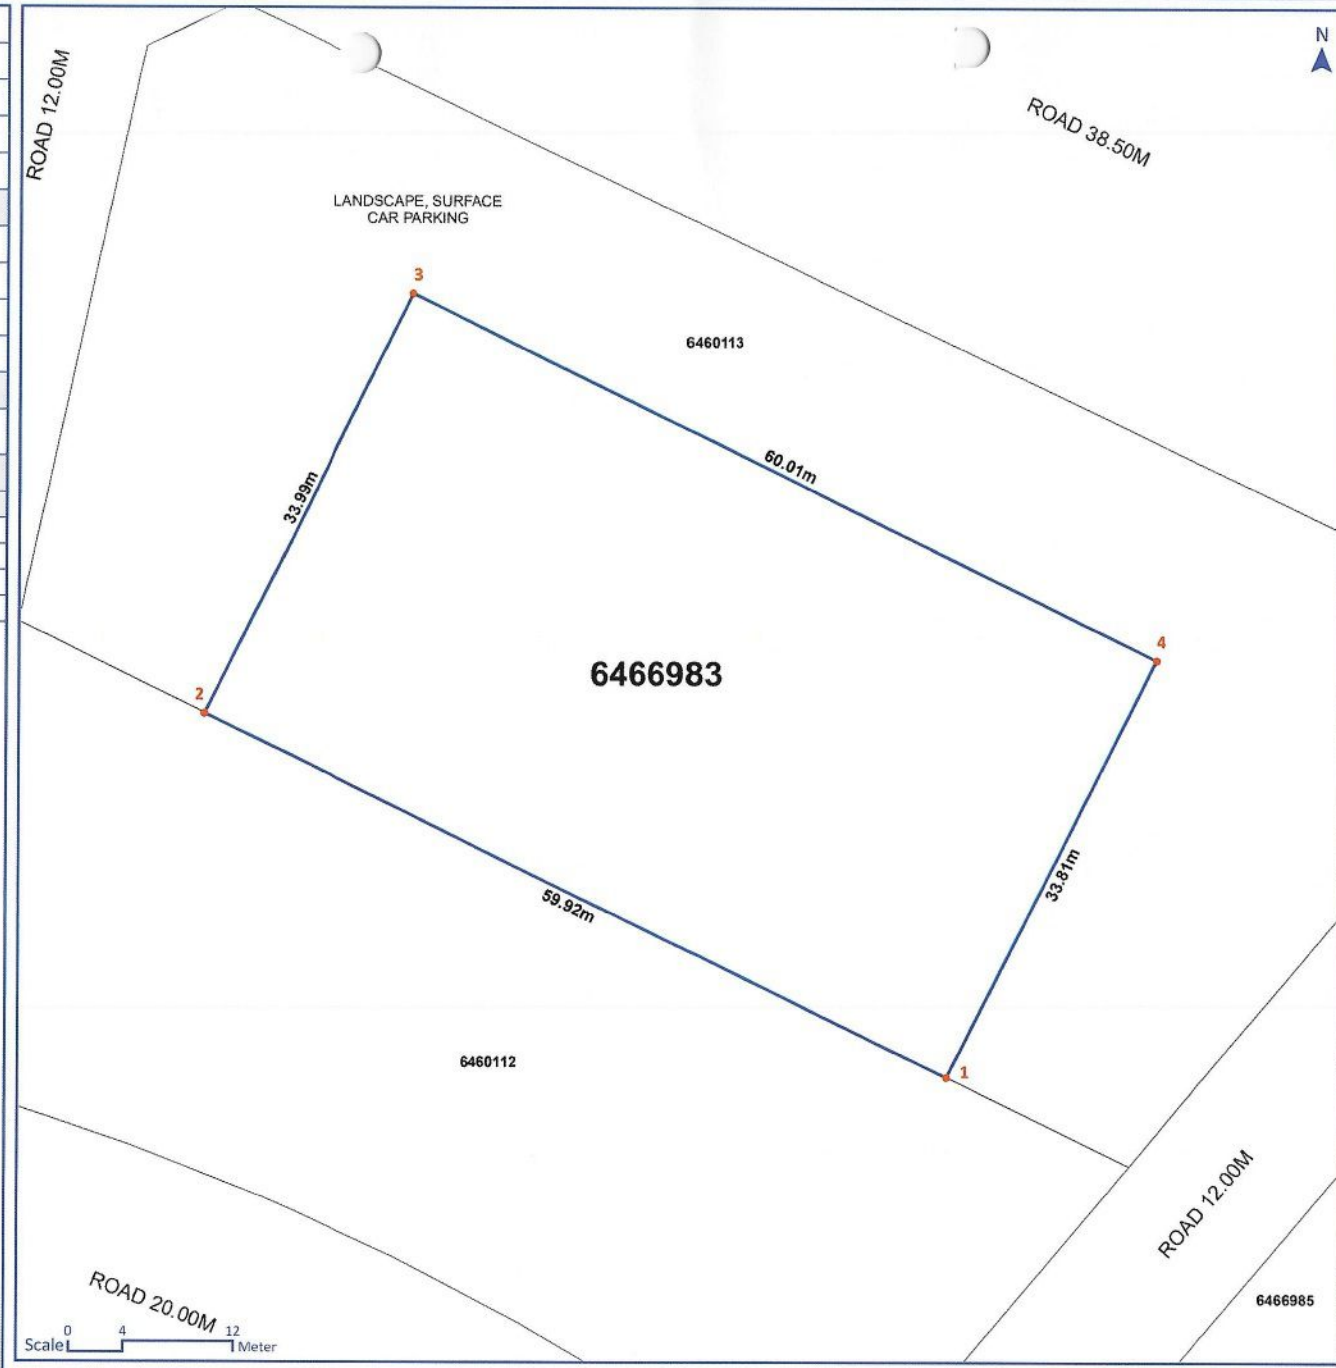 N
ROAD 12.00M
ROAD 38.50M
LANDSCAPE, SURFACE
CAR PARKING
3
6460113
60.01m
33.99m
4
6466983
2
33.81m
59.92m
6460112
1
ROAD 12.00M
ROAD 20.00M
6466985
Scale 0 4 12 Meter